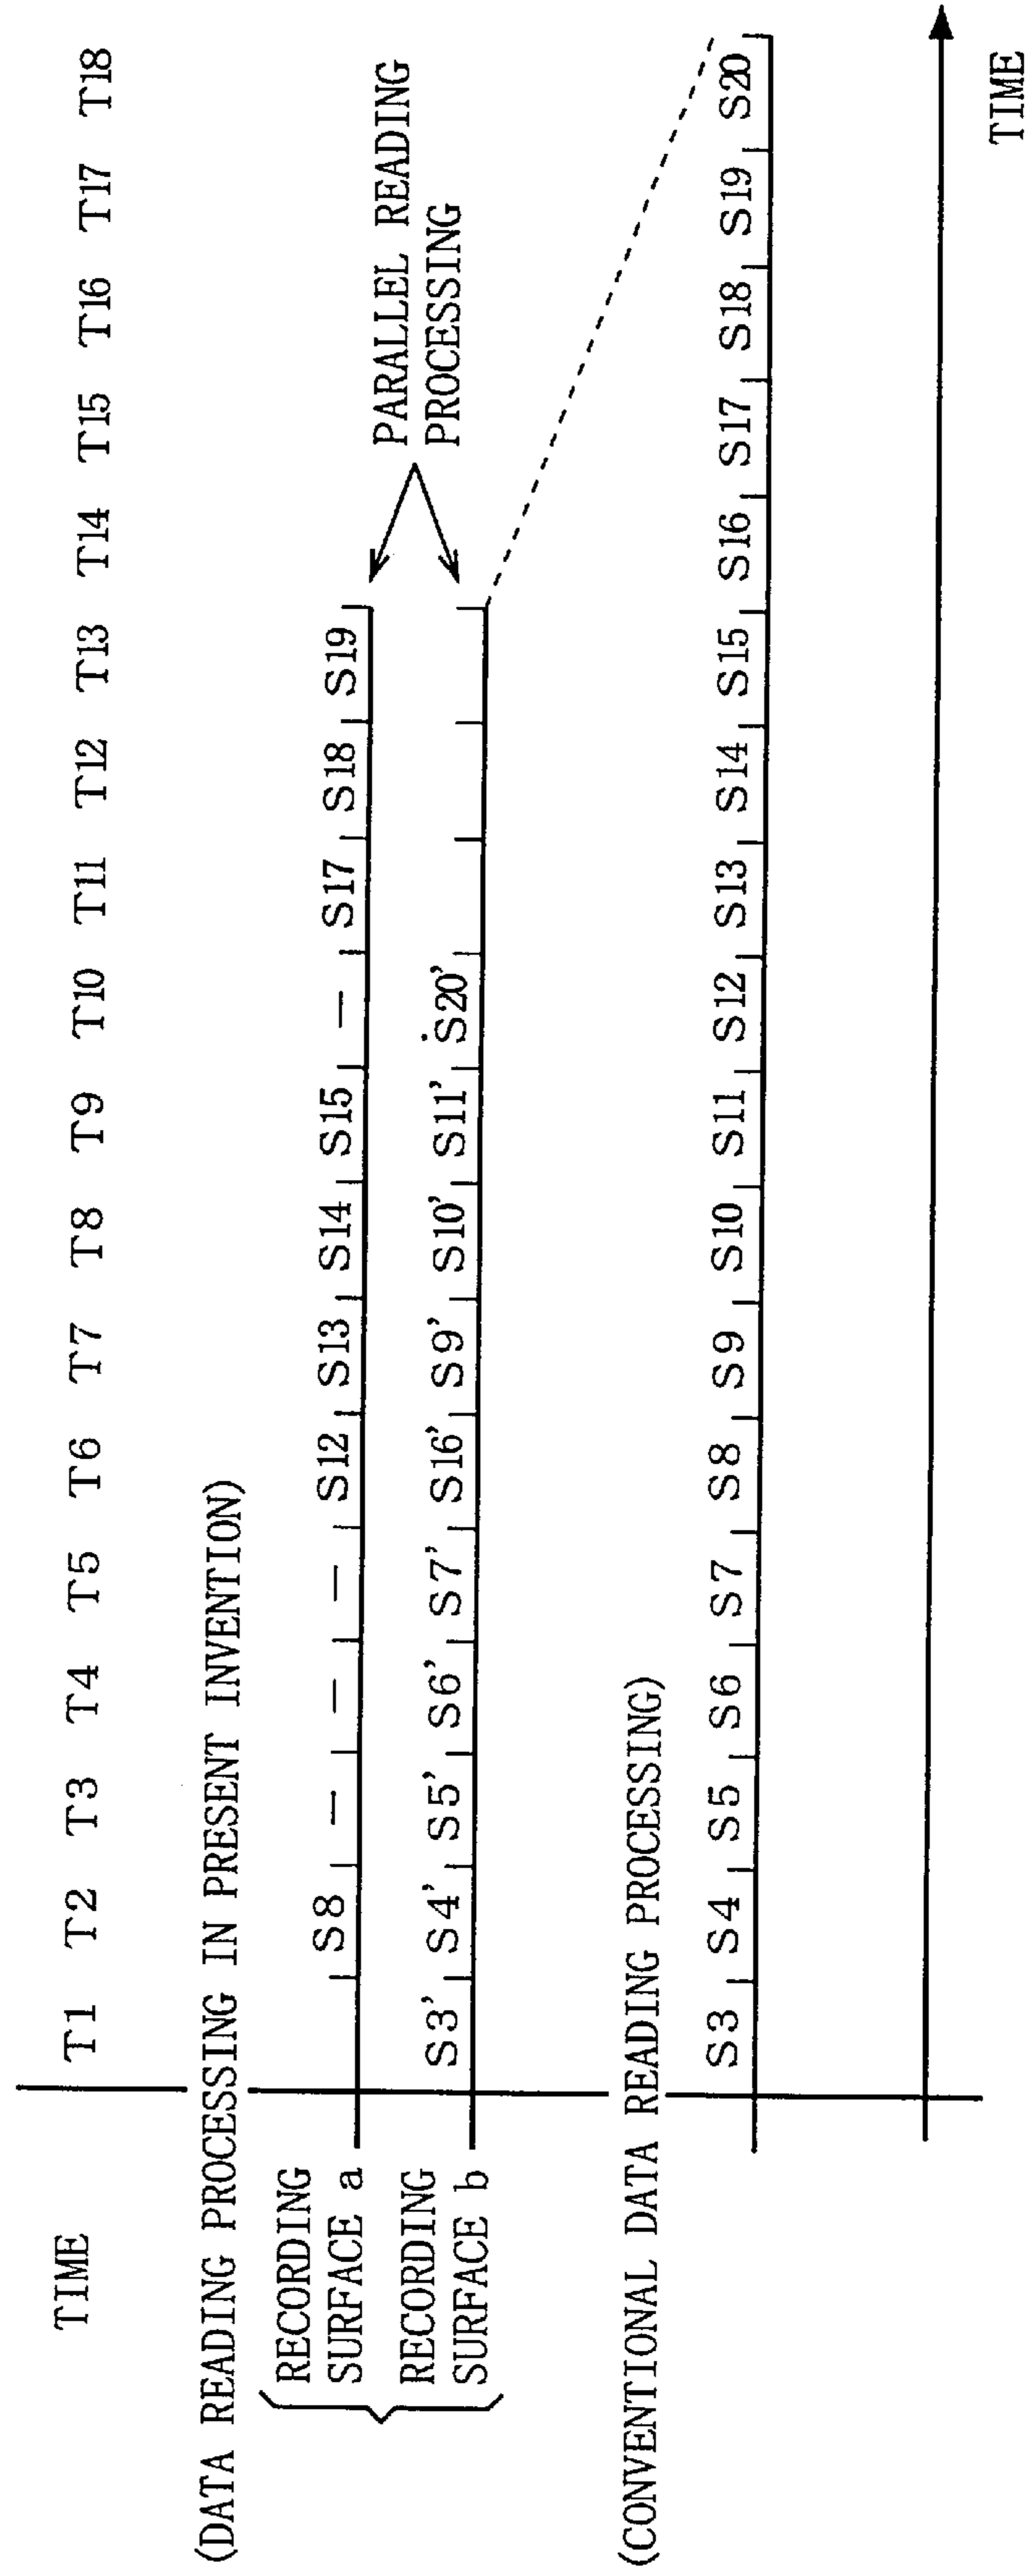 TIME T1 T2 T3 T4 T5 T6 T7 T8 T9 T10 T11 T12 T13 T14 T15 T16 T17 T18
(DATA READING PROCESSING IN PRESENT INVENTION)
RECORDING
SURFACE a S8 — — — S12 S13 S14 S15 — S17 S18 S19
RECORDING
SURFACE b S3' S4' S5' S6' S7' S16' S9' S10' S11' S20'
PARALLEL READING
PROCESSING
(CONVENTIONAL DATA READING PROCESSING)
S3 S4 S5 S6 S7 S8 S9 S10 S11 S12 S13 S14 S15 S16 S17 S18 S19 S20
TIME